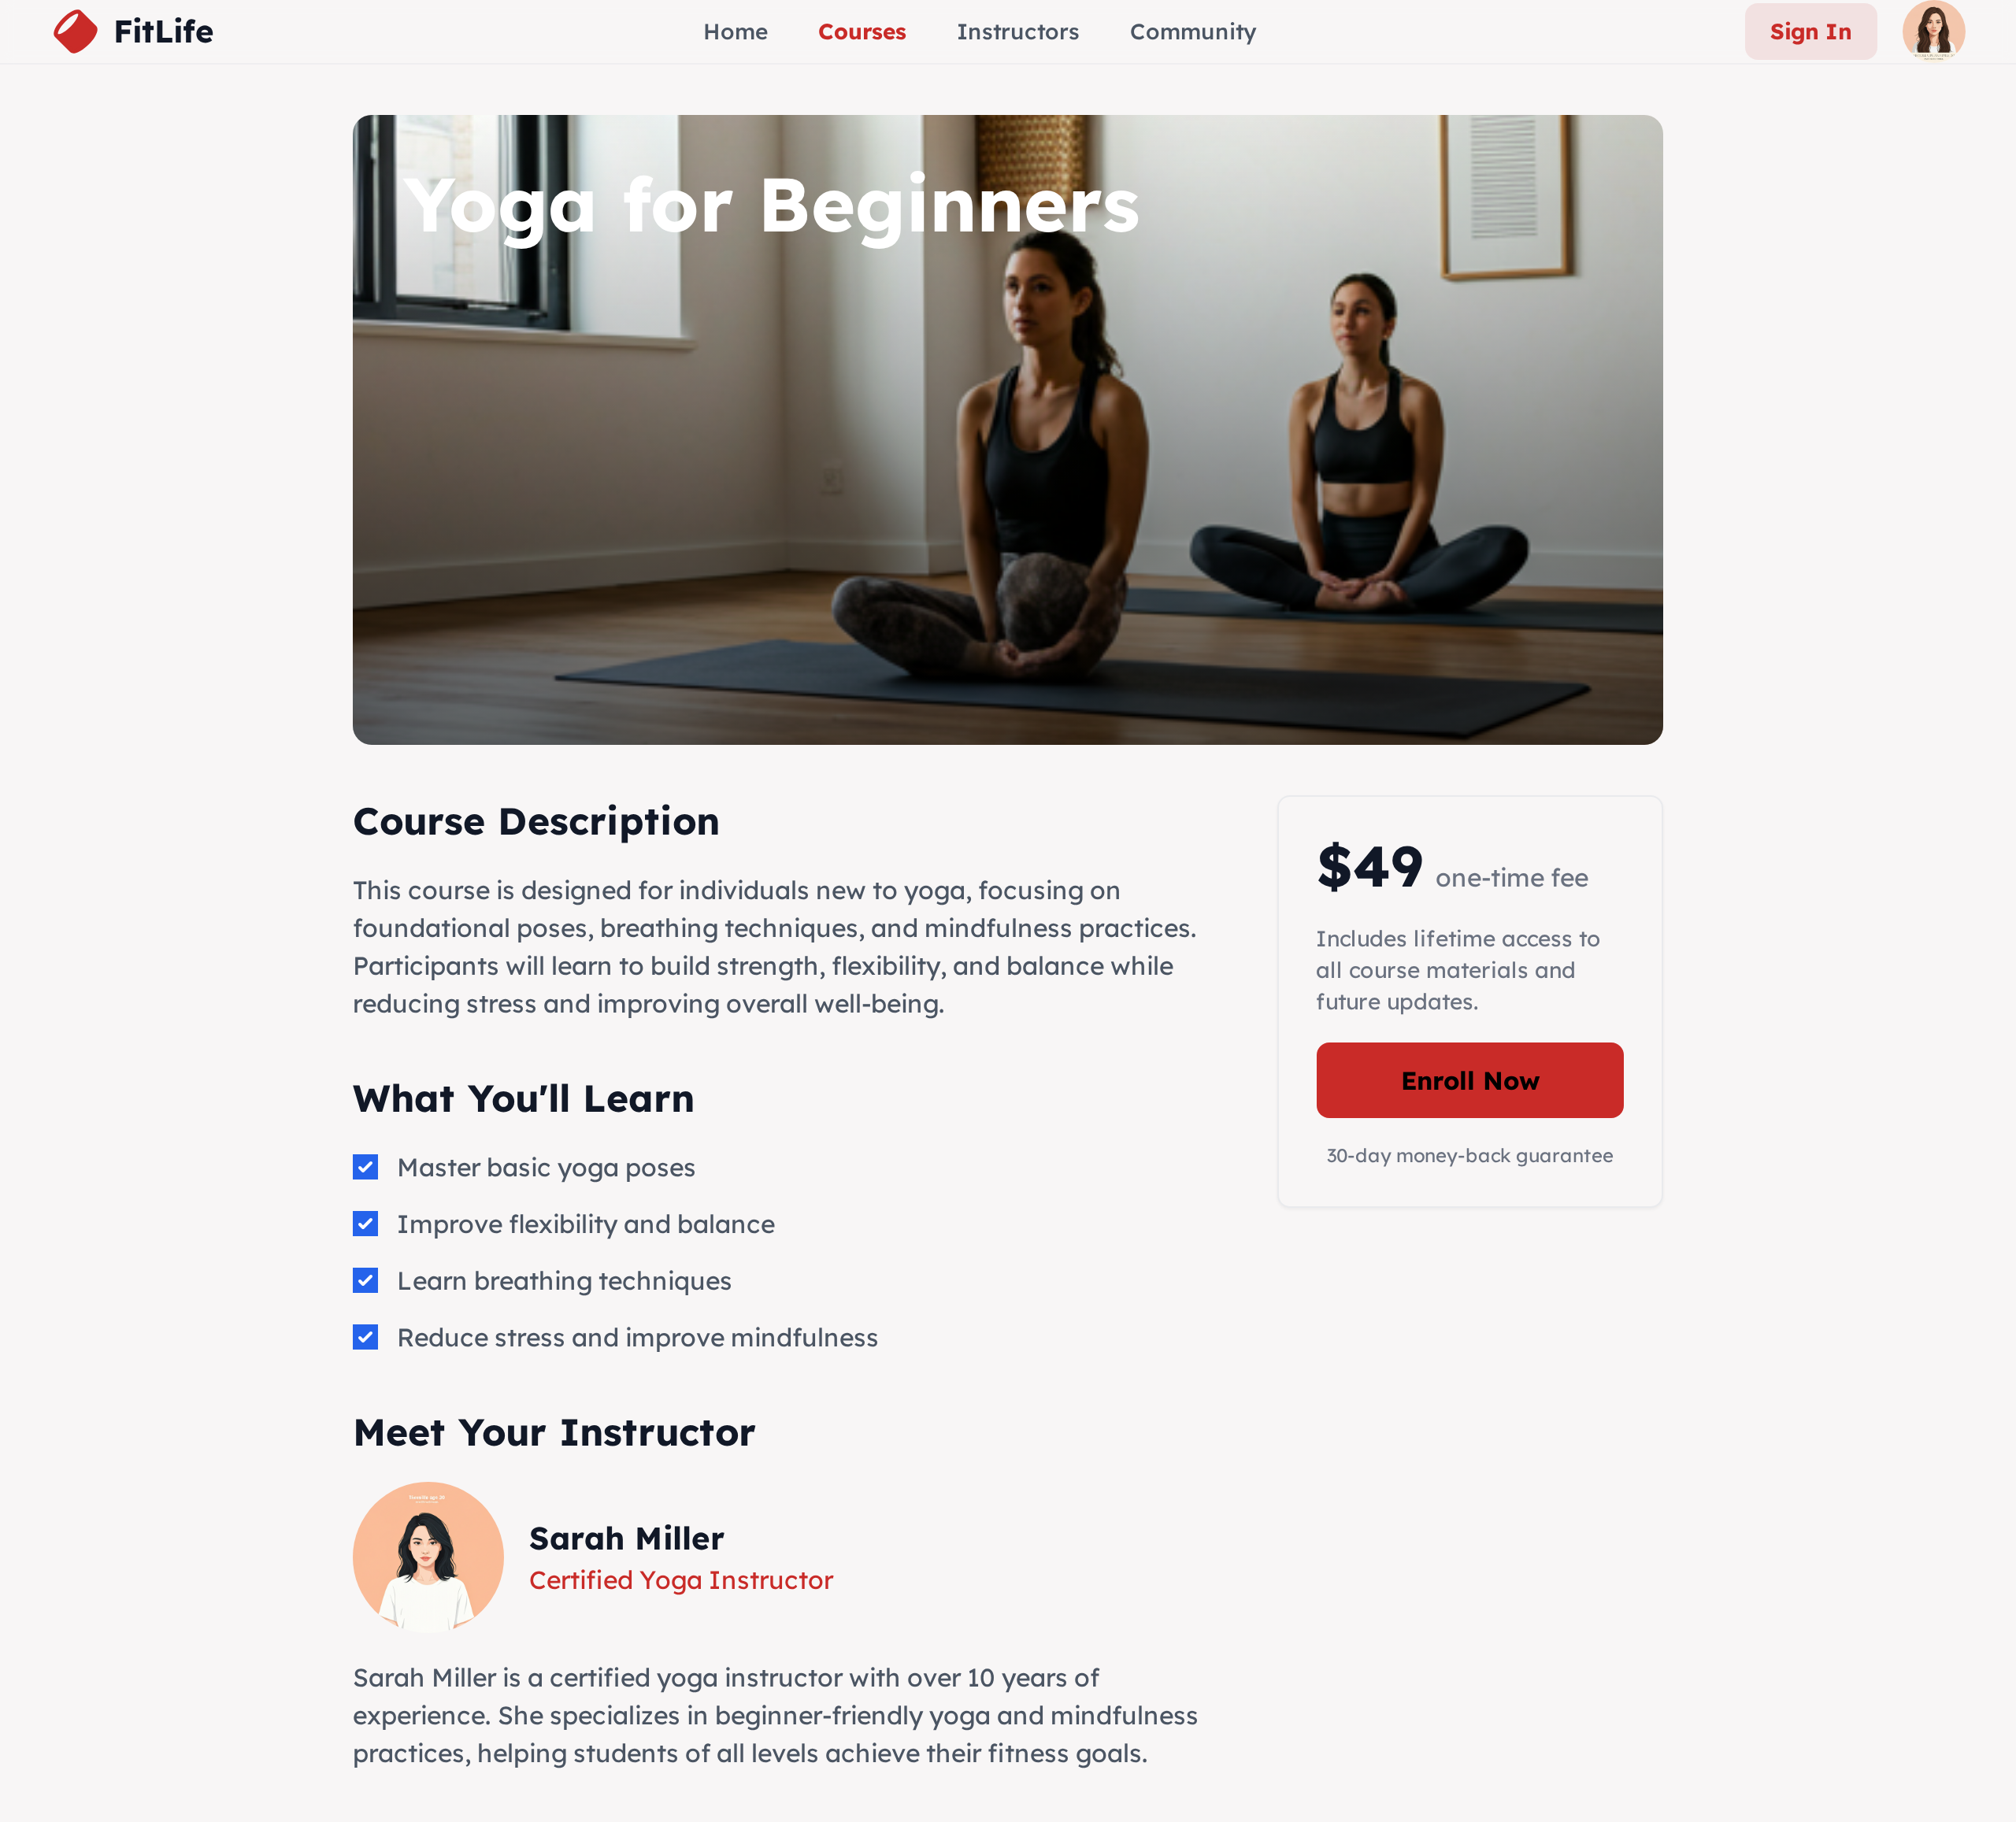 FitLife
Home
Courses
Instructors
Community
Sign In
Yoga for Beginners
Course Description
This course is designed for individuals new to yoga, focusing on
foundational poses, breathing techniques, and mindfulness practices.
Participants will learn to build strength, flexibility, and balance while
reducing stress and improving overall well-being.
What You'll Learn
Master basic yoga poses
Improve flexibility and balance
Learn breathing techniques
Reduce stress and improve mindfulness
Meet Your Instructor
Sarah Miller
Certified Yoga Instructor
Sarah Miller is a certified yoga instructor with over 10 years of
experience. She specializes in beginner-friendly yoga and mindfulness
practices, helping students of all levels achieve their fitness goals.
$49 one-time fee
Includes lifetime access to
all course materials and
future updates.
Enroll Now
30-day money-back guarantee